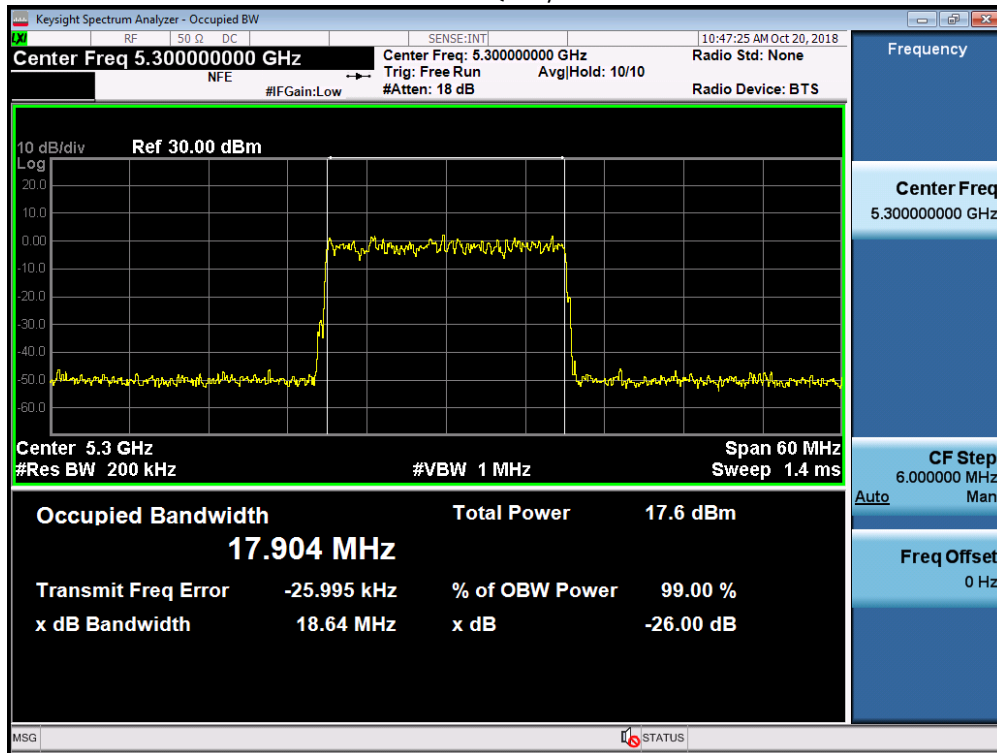 Keysight Spectrum Analyzer - Occupied BW
LXI RF 50 Ω DC SENSE:INT 10:47:25 AM Oct 20, 2018
Center Freq 5.300000000 GHz
NFE
#IFGain:Low
Center Freq: 5.300000000 GHz
Trig: Free Run Avg|Hold: 10/10
#Atten: 18 dB
Radio Std: None
Radio Device: BTS
Frequency
10 dB/div Ref 30.00 dBm
Log
20.0
10.0
0.00
-10.0
-20.0
-30.0
-40.0
-50.0
-60.0
Center 5.3 GHz Span 60 MHz
#Res BW 200 kHz #VBW 1 MHz Sweep 1.4 ms
Center Freq
5.300000000 GHz
CF Step
6.000000 MHz
Auto Man
Freq Offset
0 Hz
Occupied Bandwidth Total Power 17.6 dBm
17.904 MHz
Transmit Freq Error -25.995 kHz % of OBW Power 99.00 %
x dB Bandwidth 18.64 MHz x dB -26.00 dB
MSG STATUS